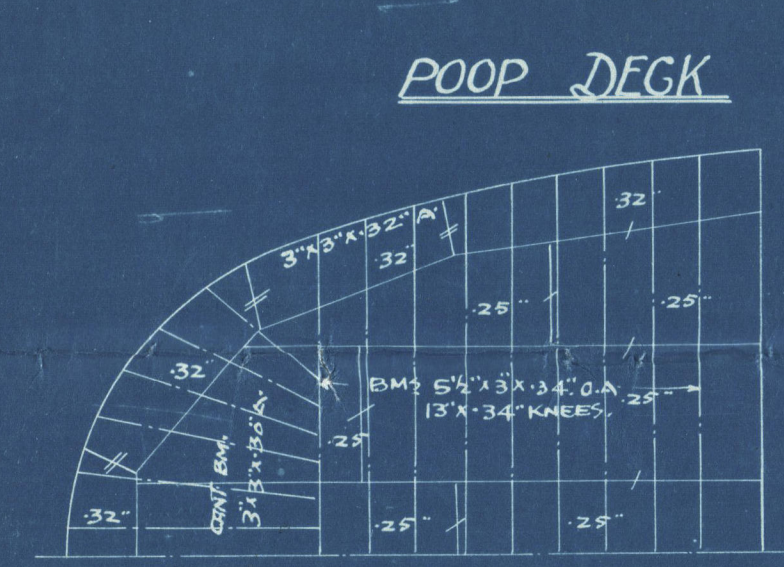 POOP DECK
.32"
3"x3"x.32" A.
.32"
.25"
.25"
.32"
BMS 5½"x3"x.34" O.A.
13"x.34" KNEES.
.25"
.25"
CANT BM.
3"x3"x.30" A.
.32"
.25"
.25"